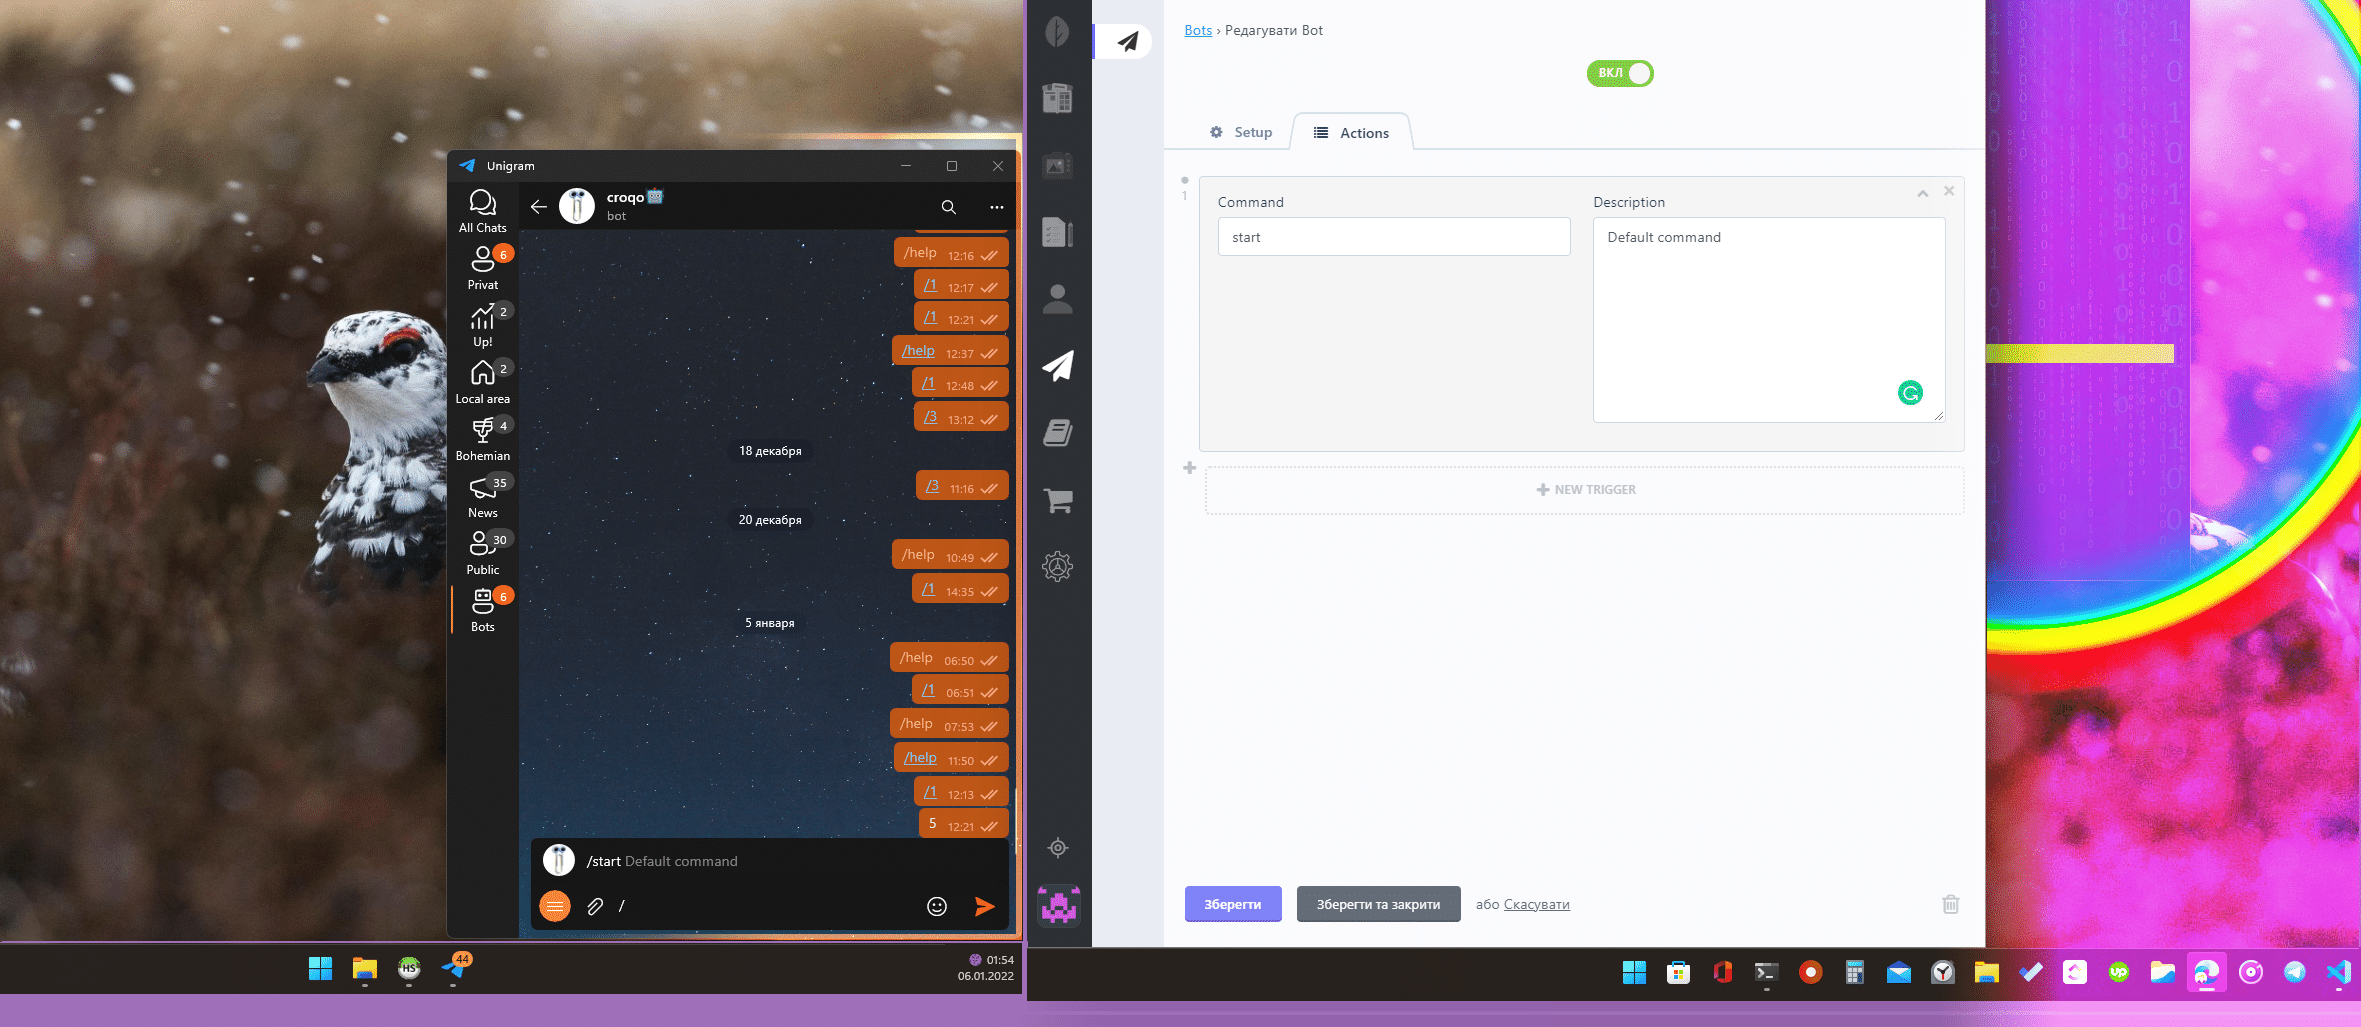 Unigram
croqo🤖
bot
All Chats
6
Privat
2
Up!
2
Local area
4
Bohemian
35
News
30
Public
6
Bots
/help 12:16
/1 12:17
/1 12:21
/help 12:37
/1 12:48
/3 13:12
18 декабря
/3 11:16
20 декабря
/help 10:49
/1 14:35
5 января
/help 06:50
/1 06:51
/help 07:53
/help 11:50
/1 12:13
5 12:21
/start Default command
/
HS
44
01:54
06.01.2022
Bots › Редагувати Bot
ВКЛ
Setup
Actions
1
Command
start
Description
Default command
NEW TRIGGER
Зберегти
Зберегти та закрити
або Скасувати
up